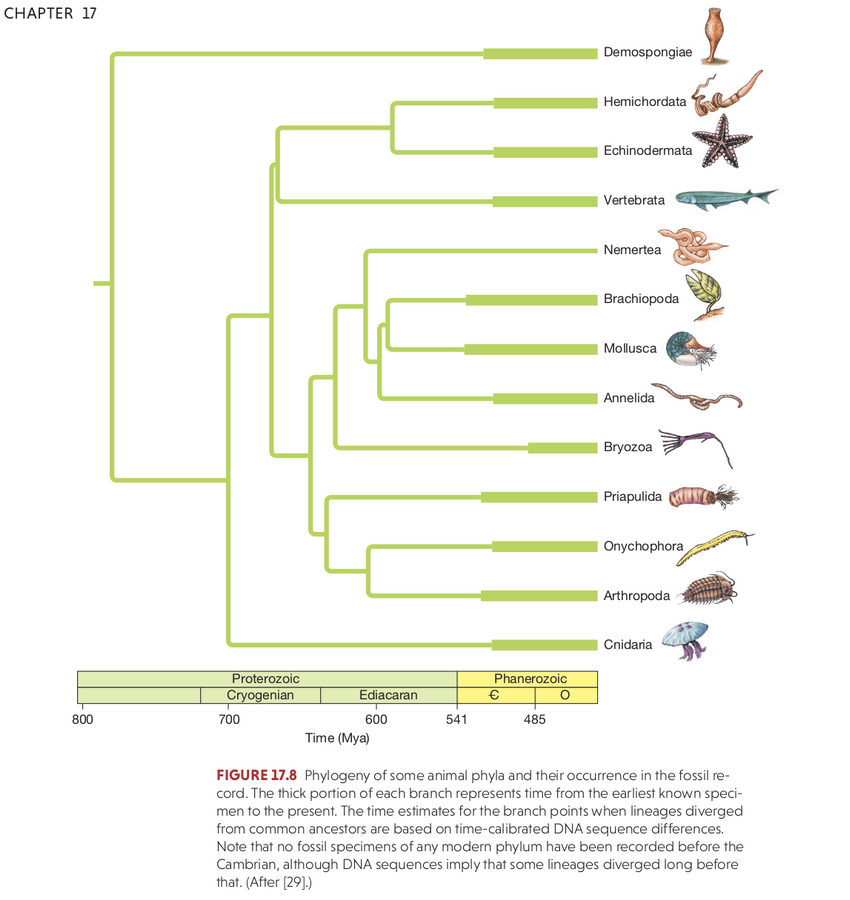 CHAPTER 17
Demospongiae
Hemichordata
Echinodermata
Vertebrata
Nemertea
Brachiopoda
Mollusca
Annelida
Bryozoa
Priapulida
Onychophora
Arthropoda
Cnidaria
Proterozoic Phanerozoic
Cryogenian Ediacaran Ꞓ O
800 700 600 541 485
Time (Mya)
FIGURE 17.8 Phylogeny of some animal phyla and their occurrence in the fossil re-
cord. The thick portion of each branch represents time from the earliest known speci-
men to the present. The time estimates for the branch points when lineages diverged
from common ancestors are based on time-calibrated DNA sequence differences.
Note that no fossil specimens of any modern phylum have been recorded before the
Cambrian, although DNA sequences imply that some lineages diverged long before
that. (After [29].)